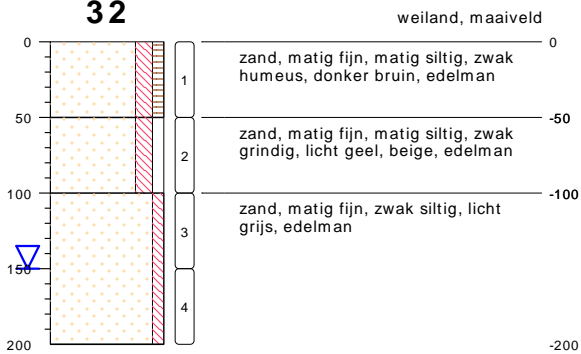 32
weiland, maaiveld
0
0
zand, matig fijn, matig siltig, zwak
humeus, donker bruin, edelman
1
50
-50
zand, matig fijn, matig siltig, zwak
grindig, licht geel, beige, edelman
2
100
-100
zand, matig fijn, zwak siltig, licht
grijs, edelman
3
150
4
200
-200